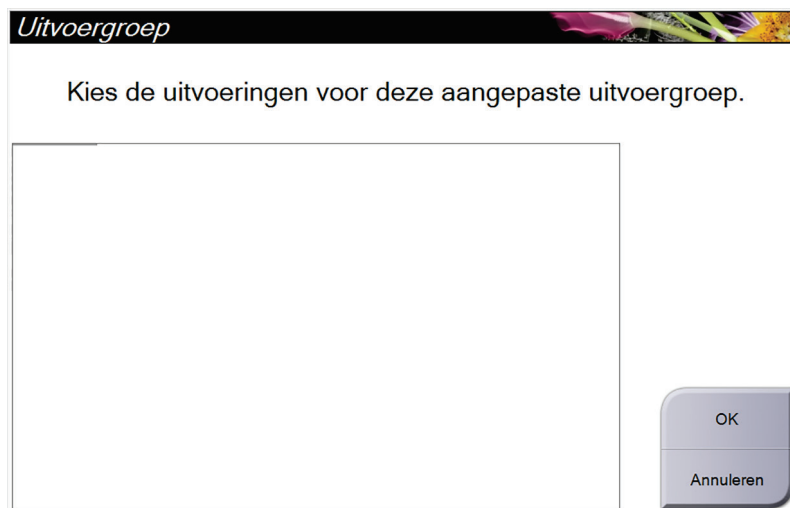 Uitvoergroep
Kies de uitvoeringen voor deze aangepaste uitvoergroep.
OK
Annuleren